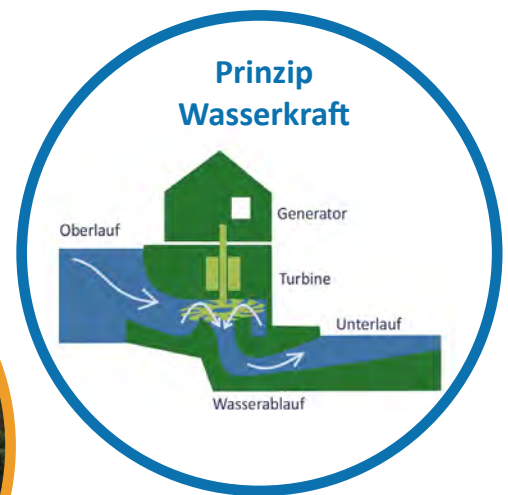 Prinzip
Wasserkraft
Oberlauf
Generator
Turbine
Unterlauf
Wasserablauf